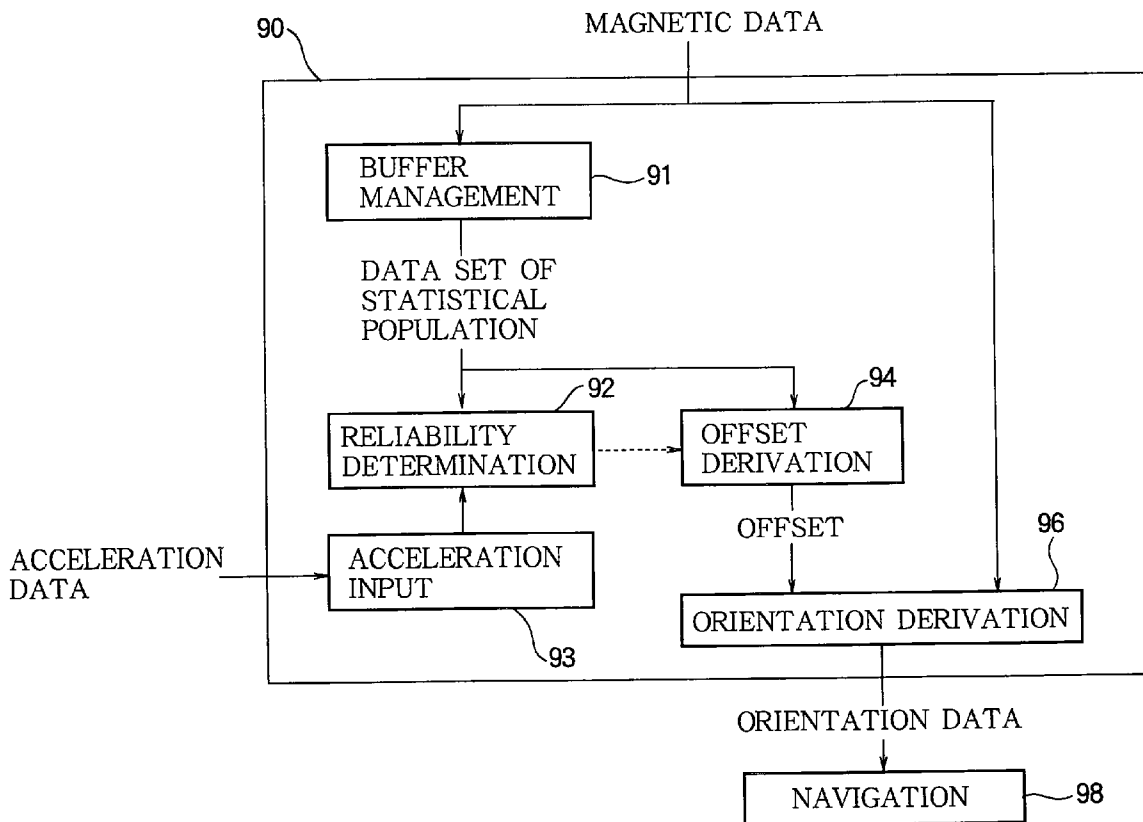 90
MAGNETIC DATA
BUFFER
MANAGEMENT
91
DATA SET OF
STATISTICAL
POPULATION
92
94
RELIABILITY
DETERMINATION
OFFSET
DERIVATION
OFFSET
96
ACCELERATION
DATA
ACCELERATION
INPUT
93
ORIENTATION DERIVATION
ORIENTATION DATA
NAVIGATION
98